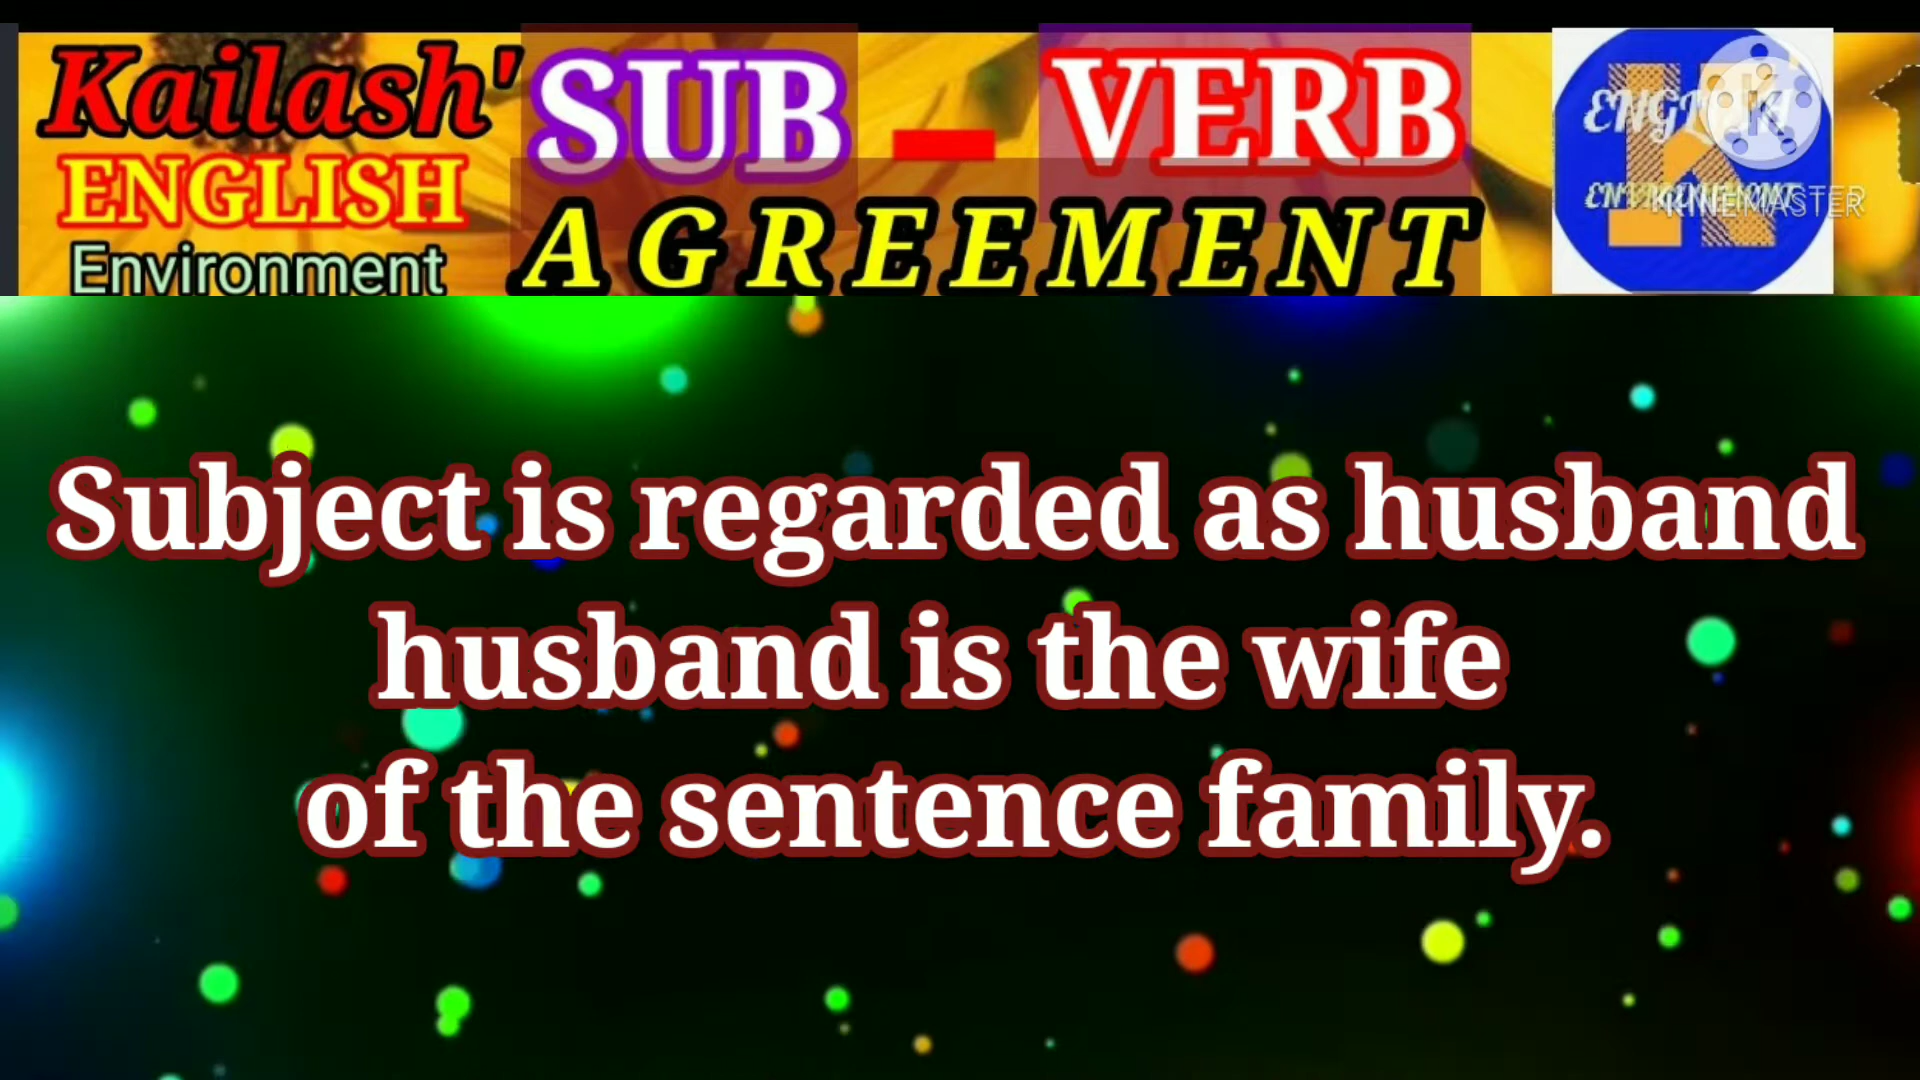 Kailash'
ENGLISH
Environment
SUB - VERB
AGREEMENT
KINEMASTER
Subject is regarded as husband
husband is the wife
of the sentence family.